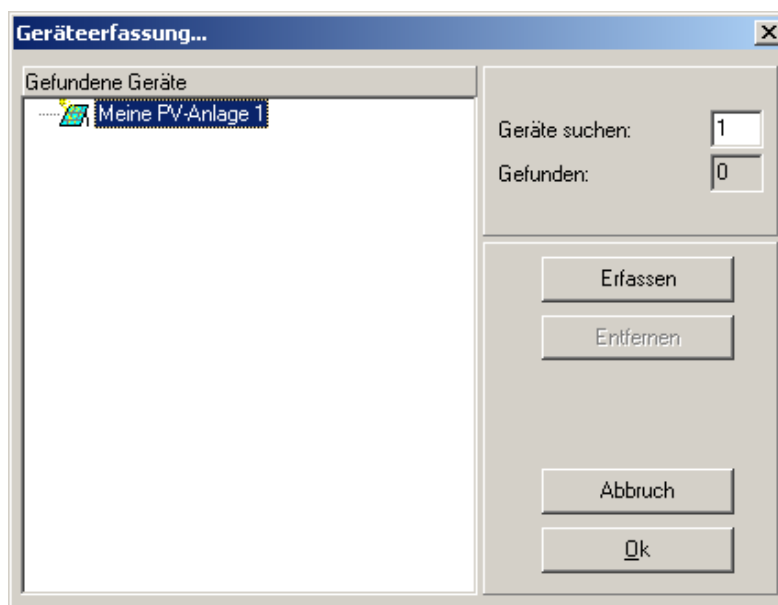 Geräteerfassung...
Gefundene Geräte
Meine PV-Anlage 1
Geräte suchen: 1
Gefunden: 0
Erfassen
Entfernen
Abbruch
Ok